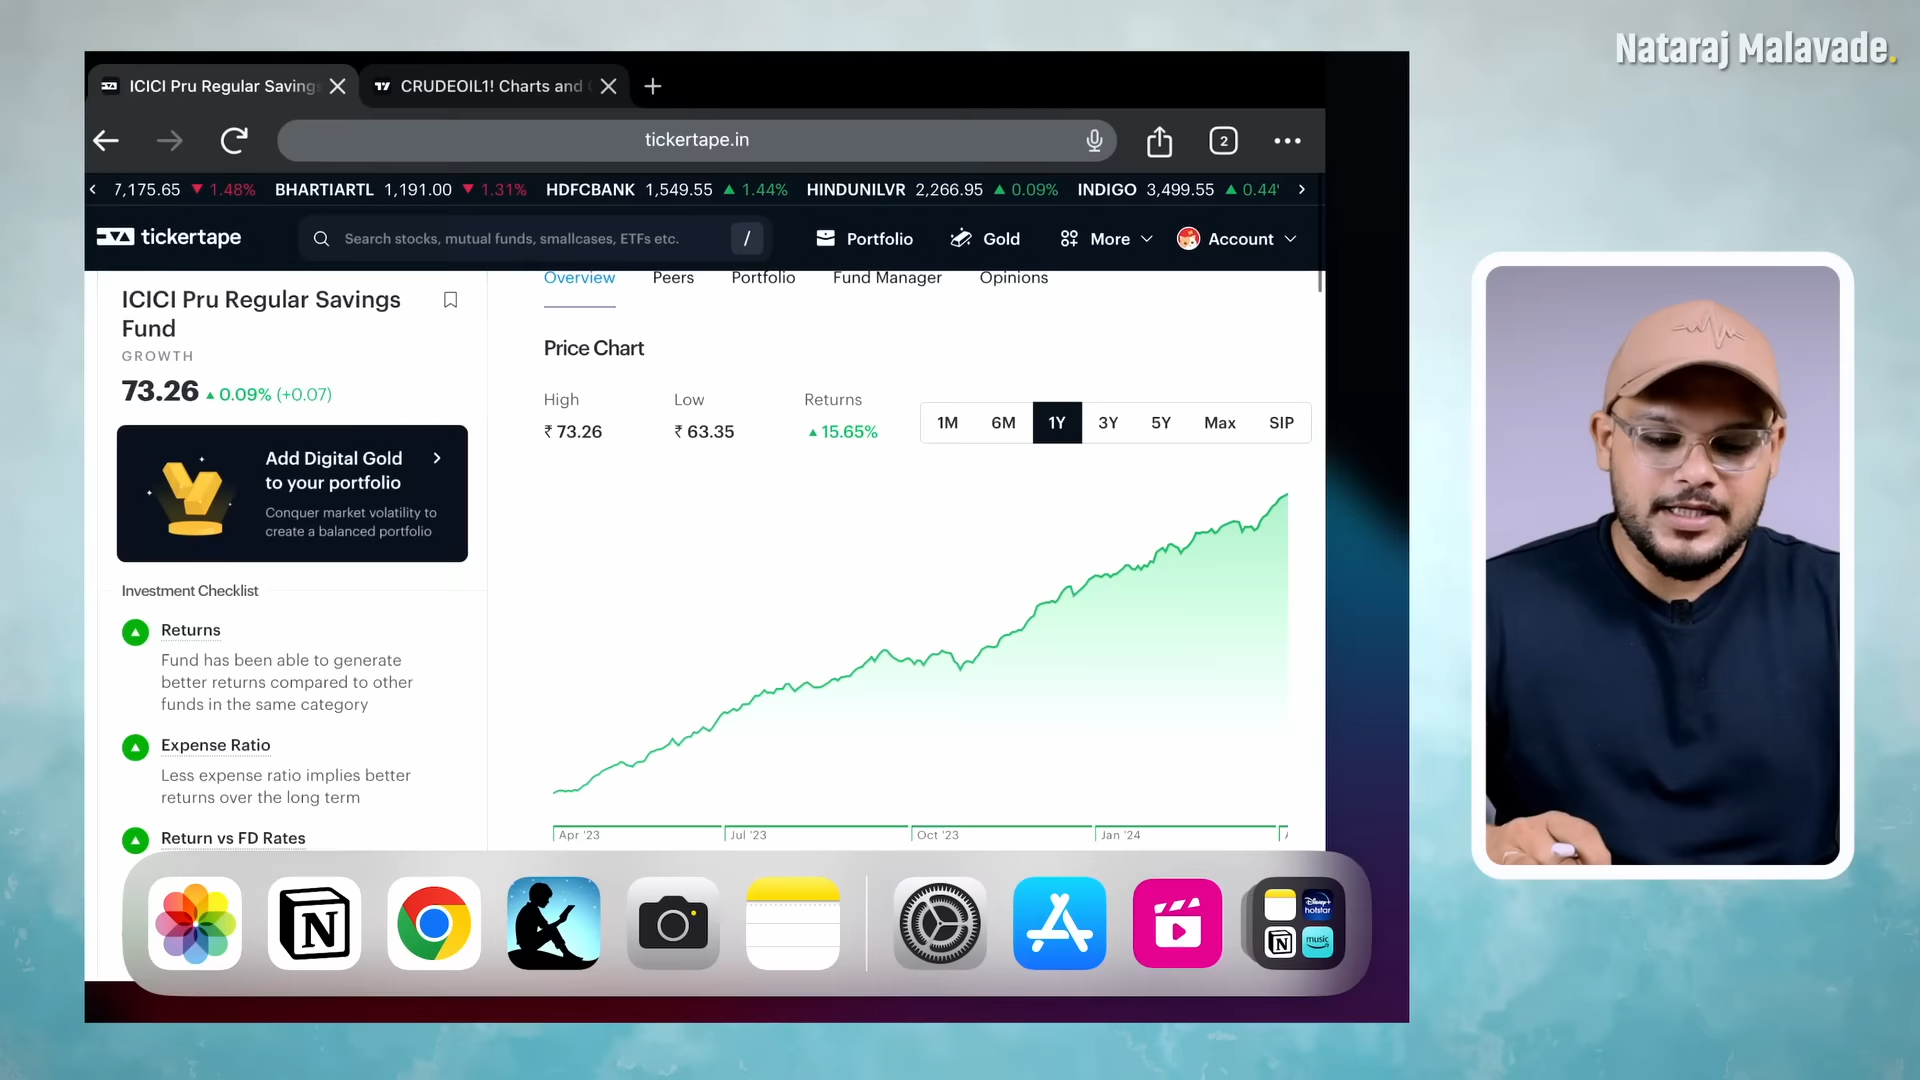 Nataraj Malavade.
ICICI Pru Regular Savings
CRUDEOIL1! Charts and
tickertape.in
2
7,175.65 ▼ 1.48% BHARTIARTL 1,191.00 ▼ 1.31% HDFCBANK 1,549.55 ▲ 1.44% HINDUNILVR 2,266.95 ▲ 0.09% INDIGO 3,499.55 ▲ 0.44
tickertape
Search stocks, mutual funds, smallcases, ETFs etc.
/
Portfolio
Gold
More
Account
ICICI Pru Regular Savings
Fund
GROWTH
73.26 ▲ 0.09% (+0.07)
Add Digital Gold
to your portfolio
Conquer market volatility to
create a balanced portfolio
Investment Checklist
Returns
Fund has been able to generate
better returns compared to other
funds in the same category
Expense Ratio
Less expense ratio implies better
returns over the long term
Return vs FD Rates
Overview Peers Portfolio Fund Manager Opinions
Price Chart
High Low Returns
₹ 73.26 ₹ 63.35 ▲ 15.65%
1M 6M 1Y 3Y 5Y Max SIP
Apr '23 Jul '23 Oct '23 Jan '24
N
Disney+
hotstar
N
music